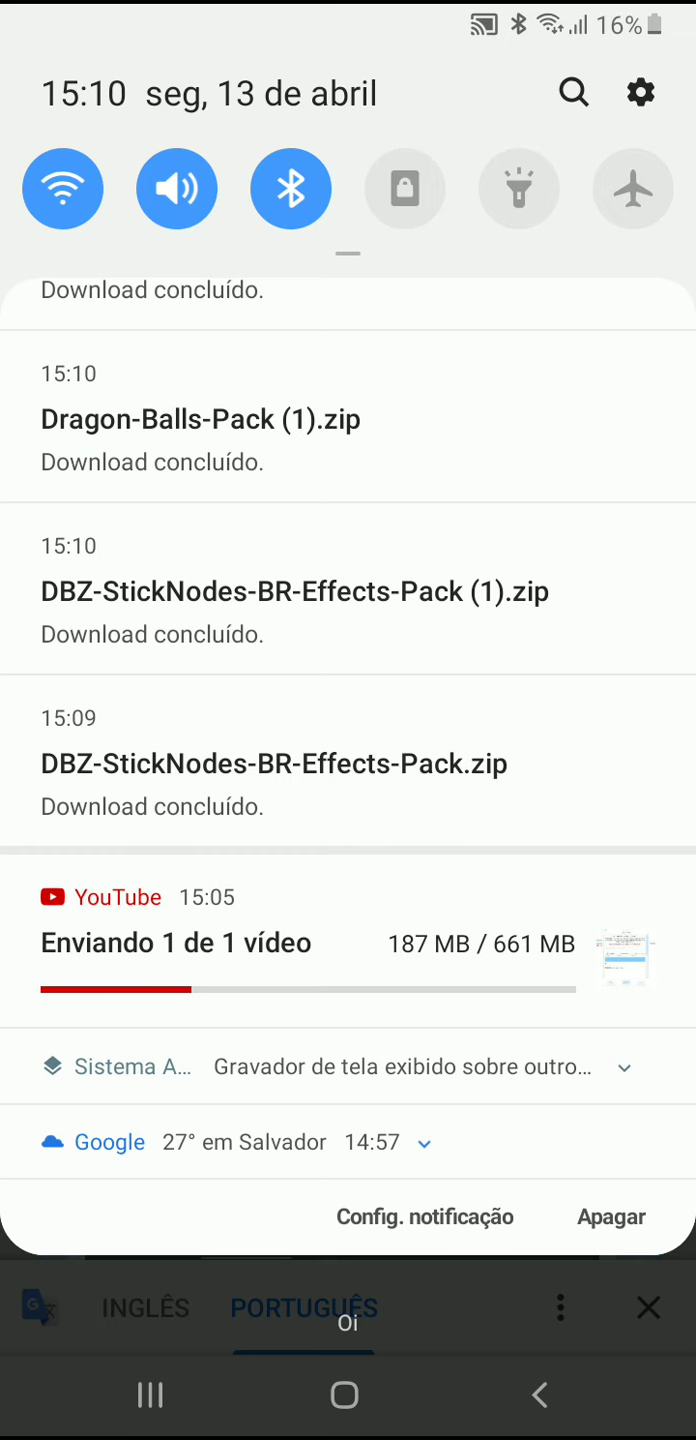 16%
15:10 seg, 13 de abril
Download concluído.
15:10
Dragon-Balls-Pack (1).zip
Download concluído.
15:10
DBZ-StickNodes-BR-Effects-Pack (1).zip
Download concluído.
15:09
DBZ-StickNodes-BR-Effects-Pack.zip
Download concluído.
YouTube 15:05
Enviando 1 de 1 vídeo 187 MB / 661 MB
Sistema A... Gravador de tela exibido sobre outro...
Google 27° em Salvador 14:57
Config. notificação Apagar
INGLÊS PORTUGUÊS
Oi